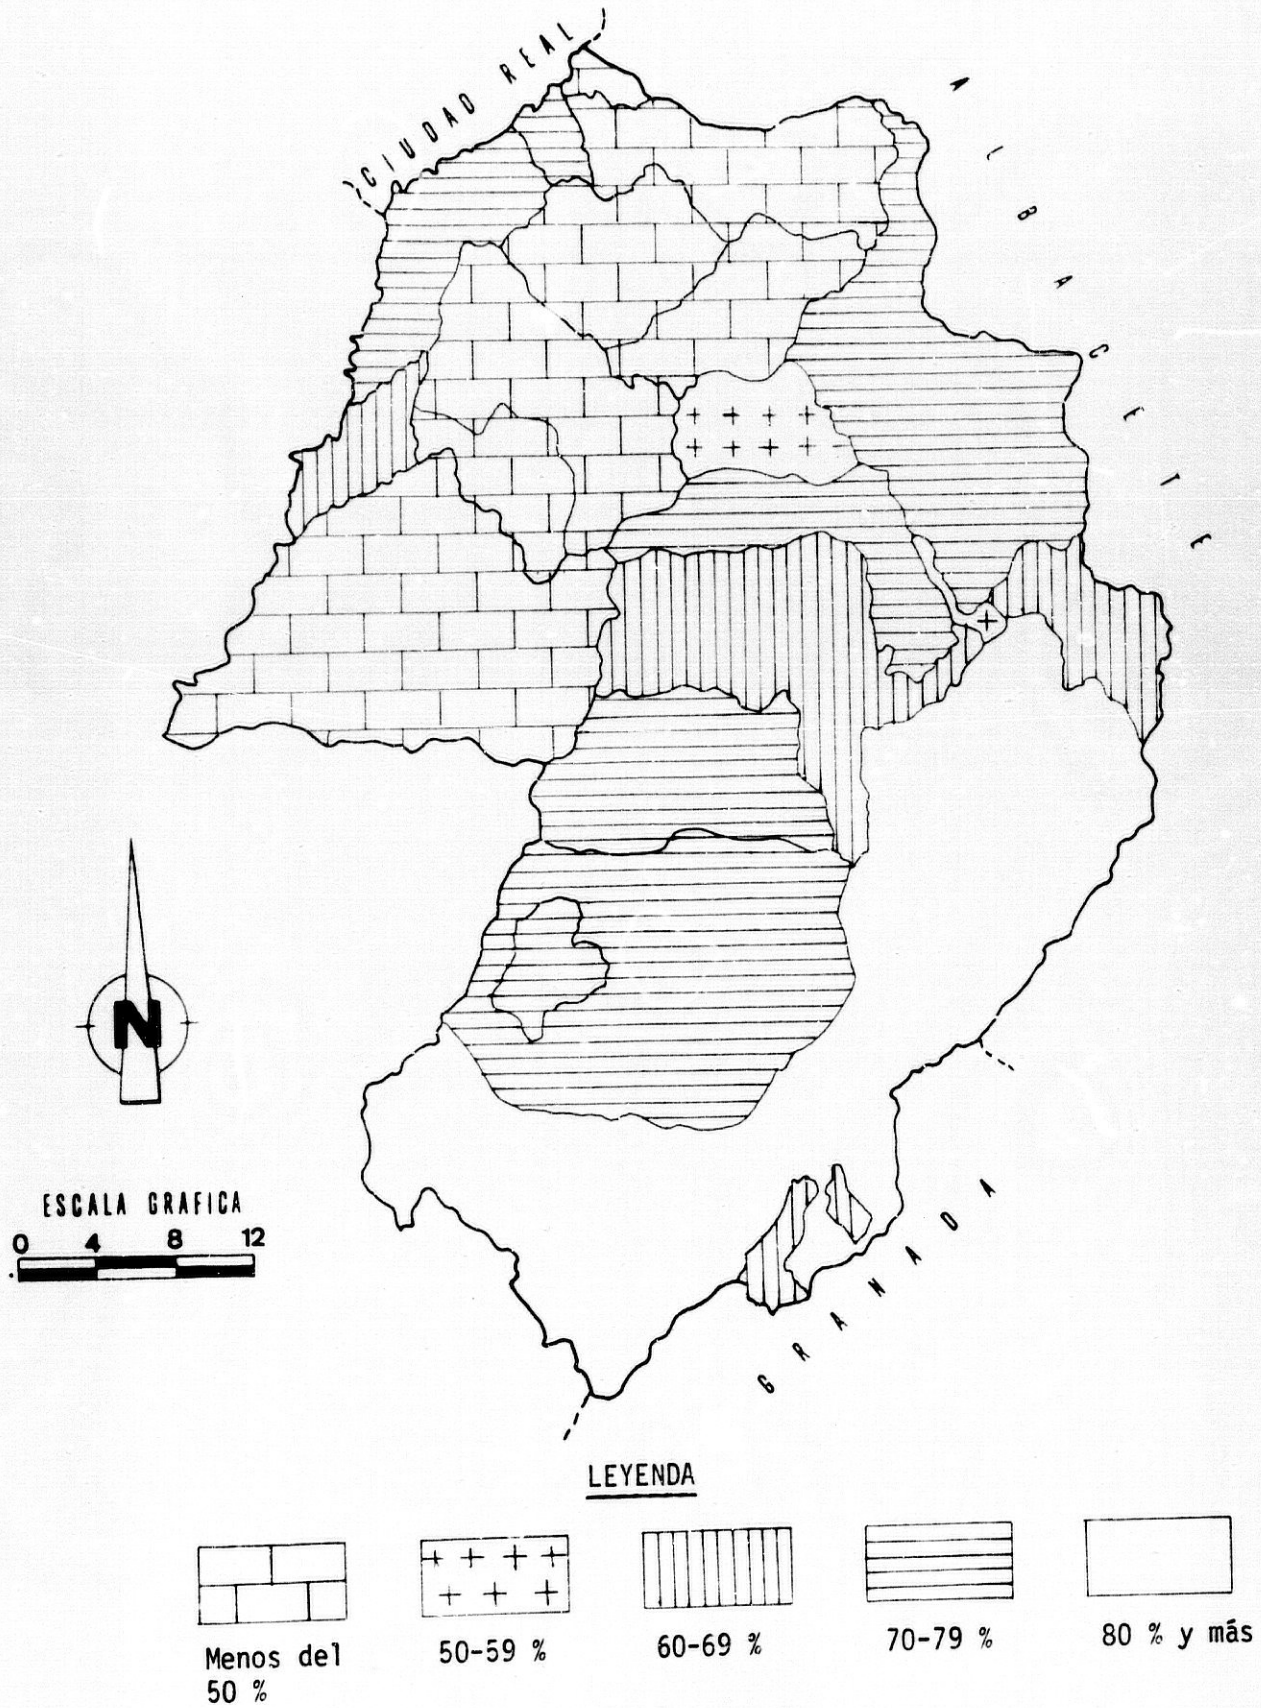 CIUDAD REAL
ALBACETE
N
ESCALA GRAFICA
0 4 8 12
GRANADA
LEYENDA
Menos del
50 %
50-59 %
60-69 %
70-79 %
80 % y más